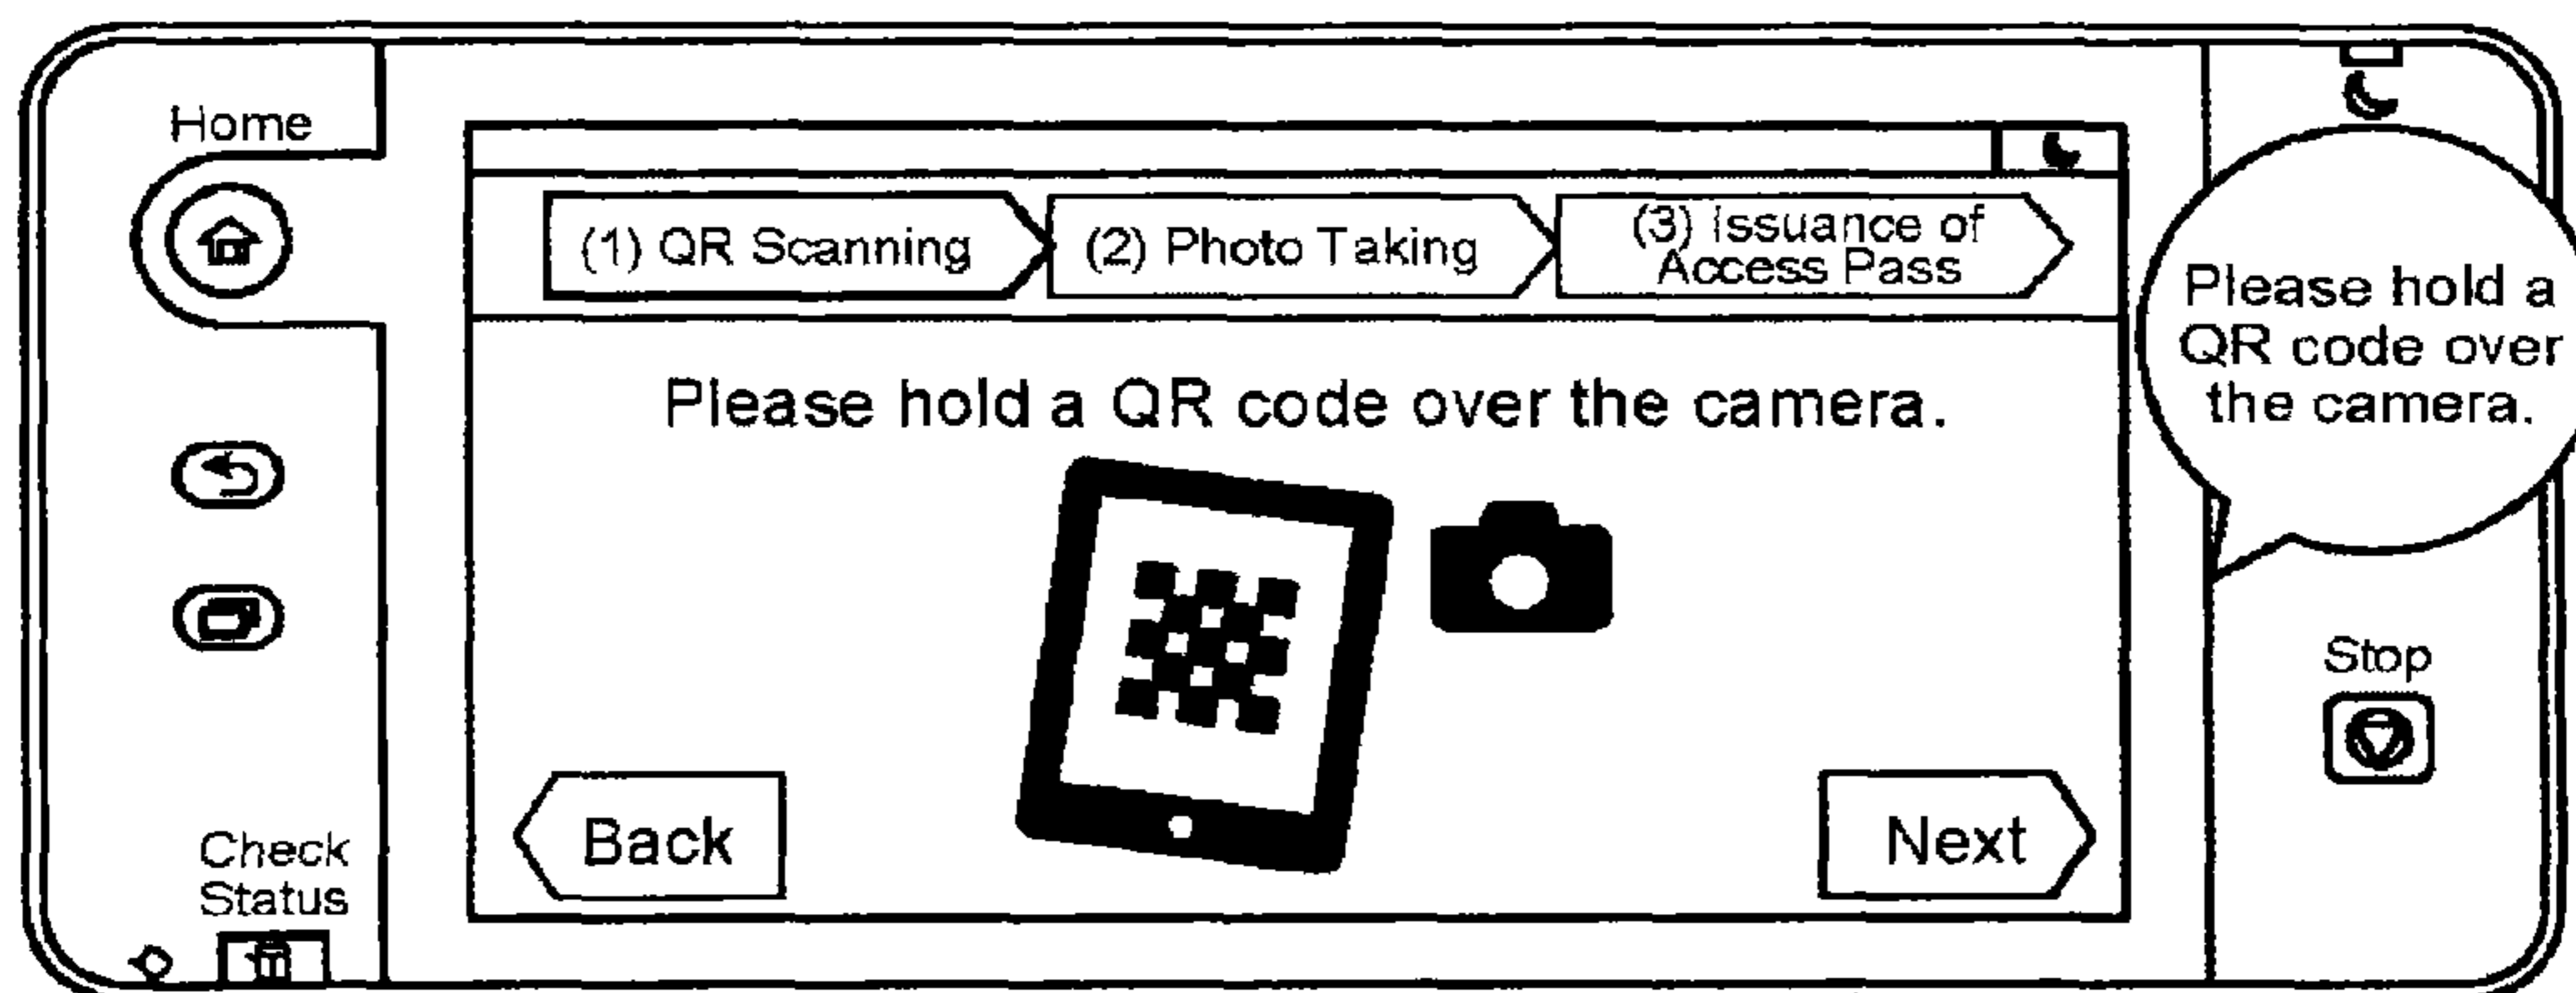 Home
(1) QR Scanning
(2) Photo Taking
(3) Issuance of
Access Pass
Please hold a QR code over the camera.
Please hold a
QR code over
the camera.
Back
Next
Stop
Check
Status